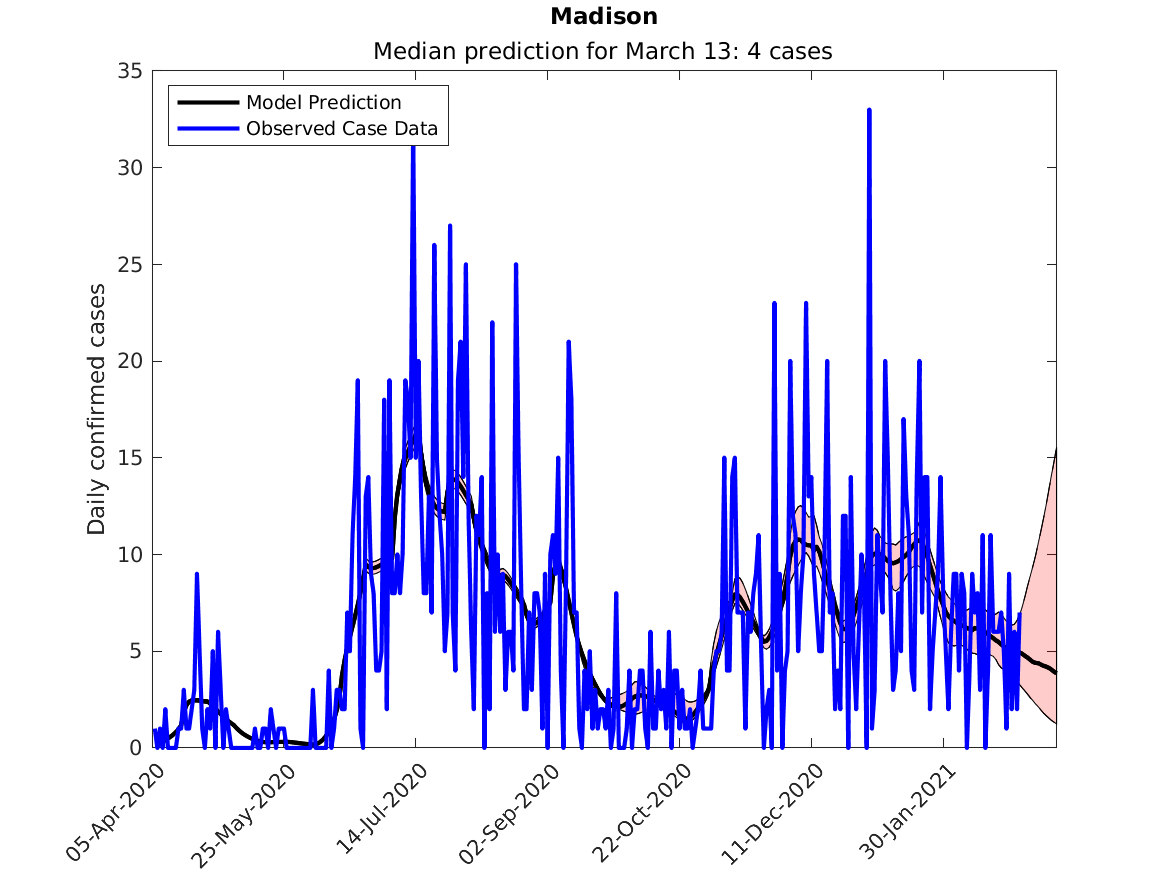 Madison
Median prediction for March 13: 4 cases
Model Prediction
Observed Case Data
Daily confirmed cases
35
30
25
20
15
10
5
0
05-Apr-2020
25-May-2020
14-Jul-2020
02-Sep-2020
22-Oct-2020
11-Dec-2020
30-Jan-2021